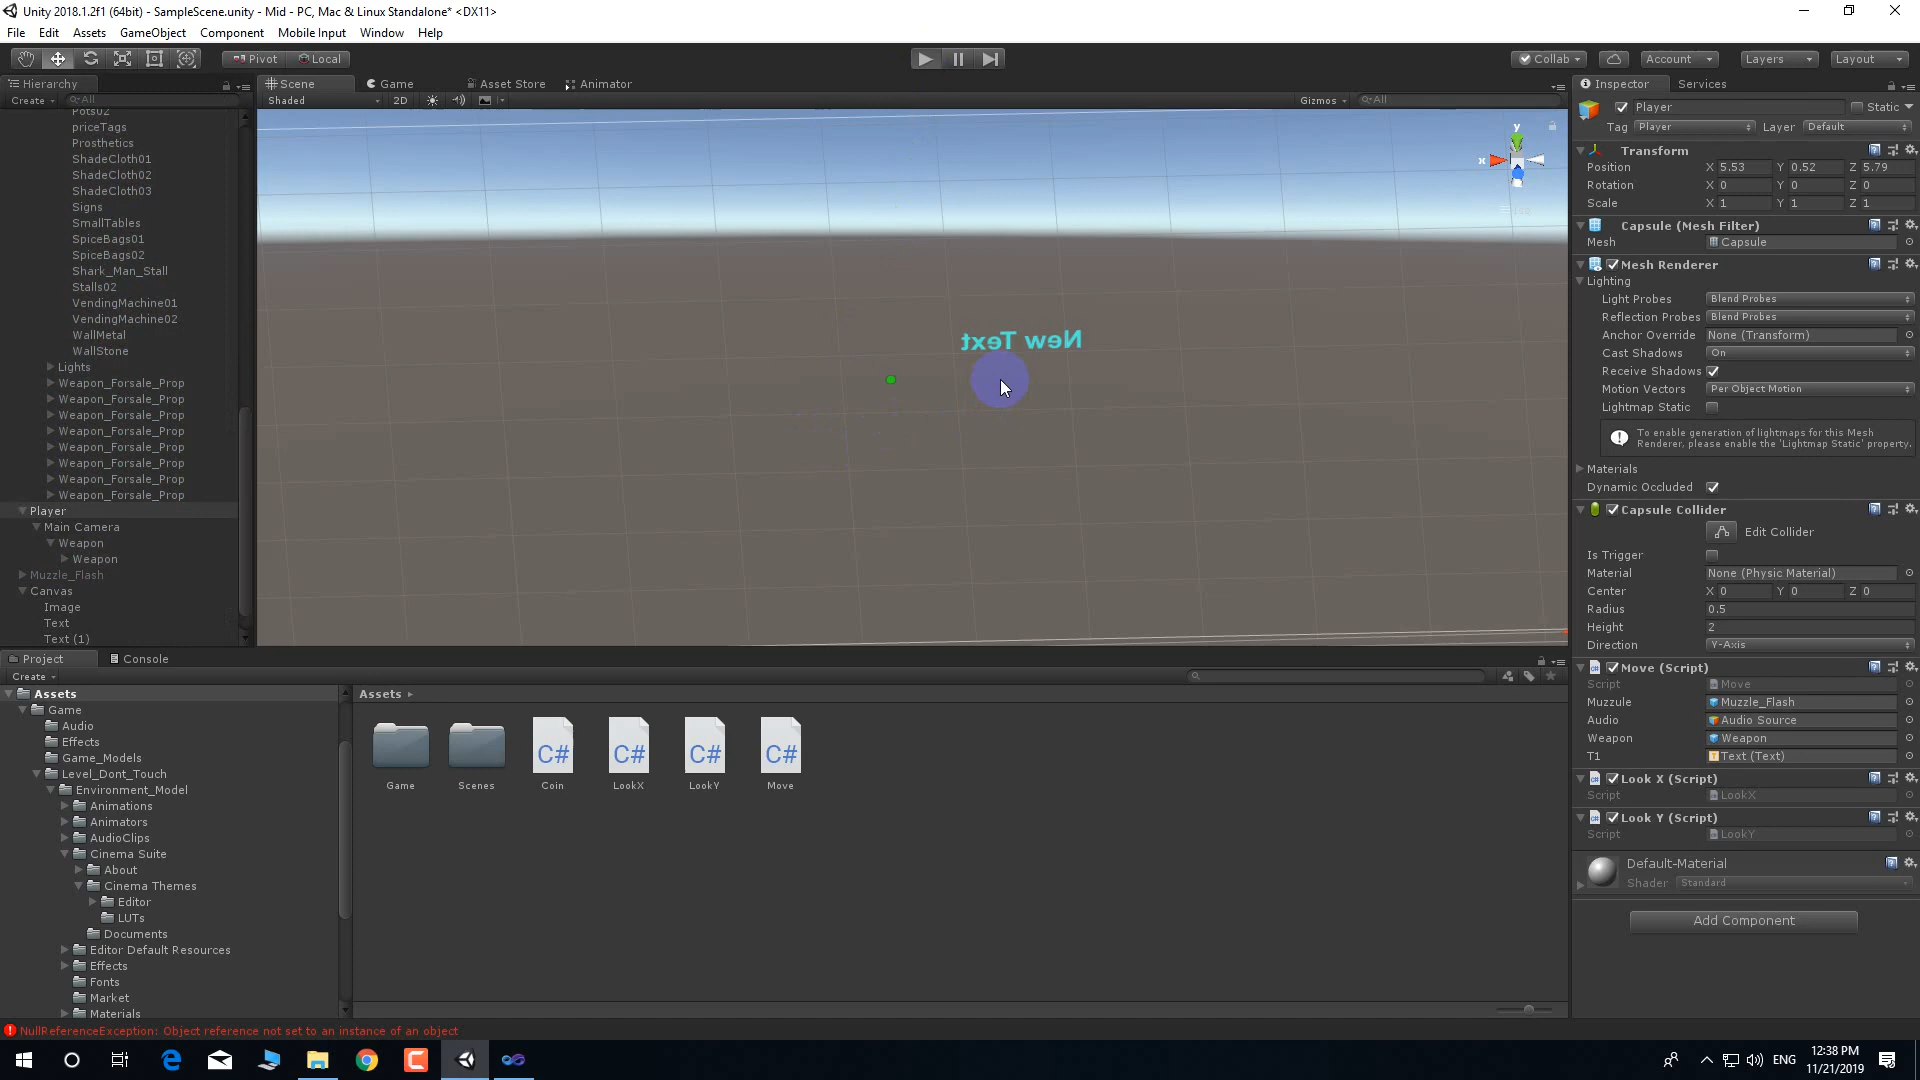 Unity 2018.1.2f1 (64bit) - SampleScene.unity - Mid - PC, Mac & Linux Standalone* <DX11>
File Edit Assets GameObject Component Mobile Input Window Help
Pivot Local
Collab Account Layers Layout
Hierarchy
Create All
Pots02
priceTags
Prosthetics
ShadeCloth01
ShadeCloth02
ShadeCloth03
Signs
SmallTables
SpiceBags01
SpiceBags02
Shark_Man_Stall
Stalls02
VendingMachine01
VendingMachine02
WallMetal
WallStone
Lights
Weapon_Forsale_Prop
Weapon_Forsale_Prop
Weapon_Forsale_Prop
Weapon_Forsale_Prop
Weapon_Forsale_Prop
Weapon_Forsale_Prop
Weapon_Forsale_Prop
Weapon_Forsale_Prop
Player
Main Camera
Weapon
Weapon
Muzzle_Flash
Canvas
Image
Text
Text (1)
Scene Game Asset Store Animator
Shaded 2D Gizmos All
y
x
New Text
Inspector Services
Player Static
Tag Player Layer Default
Transform
Position X 5.53 Y 0.52 Z 5.79
Rotation X 0 Y 0 Z 0
Scale X 1 Y 1 Z 1
Capsule (Mesh Filter)
Mesh Capsule
Mesh Renderer
Lighting
Light Probes Blend Probes
Reflection Probes Blend Probes
Anchor Override None (Transform)
Cast Shadows On
Receive Shadows
Motion Vectors Per Object Motion
Lightmap Static
To enable generation of lightmaps for this Mesh
Renderer, please enable the 'Lightmap Static' property.
Materials
Dynamic Occluded
Capsule Collider
Edit Collider
Is Trigger
Material None (Physic Material)
Center X 0 Y 0 Z 0
Radius 0.5
Height 2
Direction Y-Axis
Move (Script)
Script Move
Muzzule Muzzle_Flash
Audio Audio Source
Weapon Weapon
T1 Text (Text)
Look X (Script)
Script LookX
Look Y (Script)
Script LookY
Default-Material
Shader Standard
Add Component
Project Console
Create
Assets
Game
Audio
Effects
Game_Models
Level_Dont_Touch
Environment_Model
Animations
Animators
AudioClips
Cinema Suite
About
Cinema Themes
Editor
LUTs
Documents
Editor Default Resources
Effects
Fonts
Market
Materials
Assets
C# C# C# C#
Game Scenes Coin LookX LookY Move
NullReferenceException: Object reference not set to an instance of an object
ENG
12:38 PM
11/21/2019